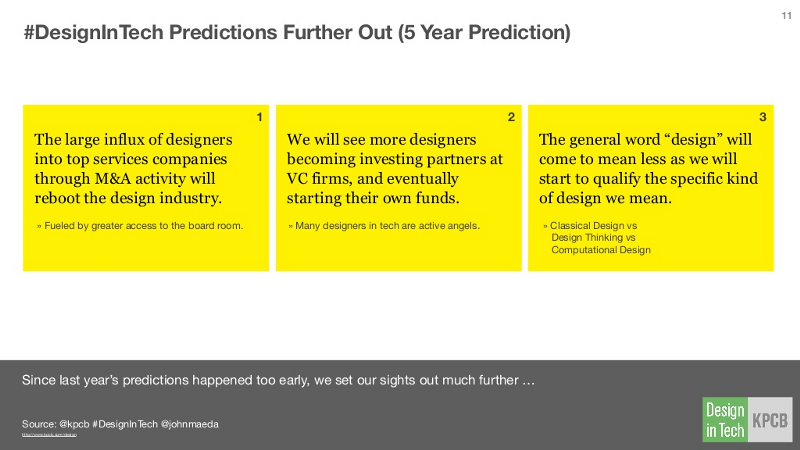 11
#DesignInTech Predictions Further Out (5 Year Prediction)
1
The large influx of designers
into top services companies
through M&A activity will
reboot the design industry.
» Fueled by greater access to the board room.
2
We will see more designers
becoming investing partners at
VC firms, and eventually
starting their own funds.
» Many designers in tech are active angels.
3
The general word “design” will
come to mean less as we will
start to qualify the specific kind
of design we mean.
» Classical Design vs
Design Thinking vs
Computational Design
Since last year’s predictions happened too early, we set our sights out much further …
Source: @kpcb #DesignInTech @johnmaeda
Design
in Tech
KPCB